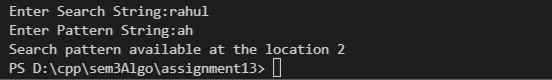 Enter Search String:rahul
Enter Pattern String:ah
Search pattern available at the location 2
PS D:\cpp\sem3Algo\assignment13>